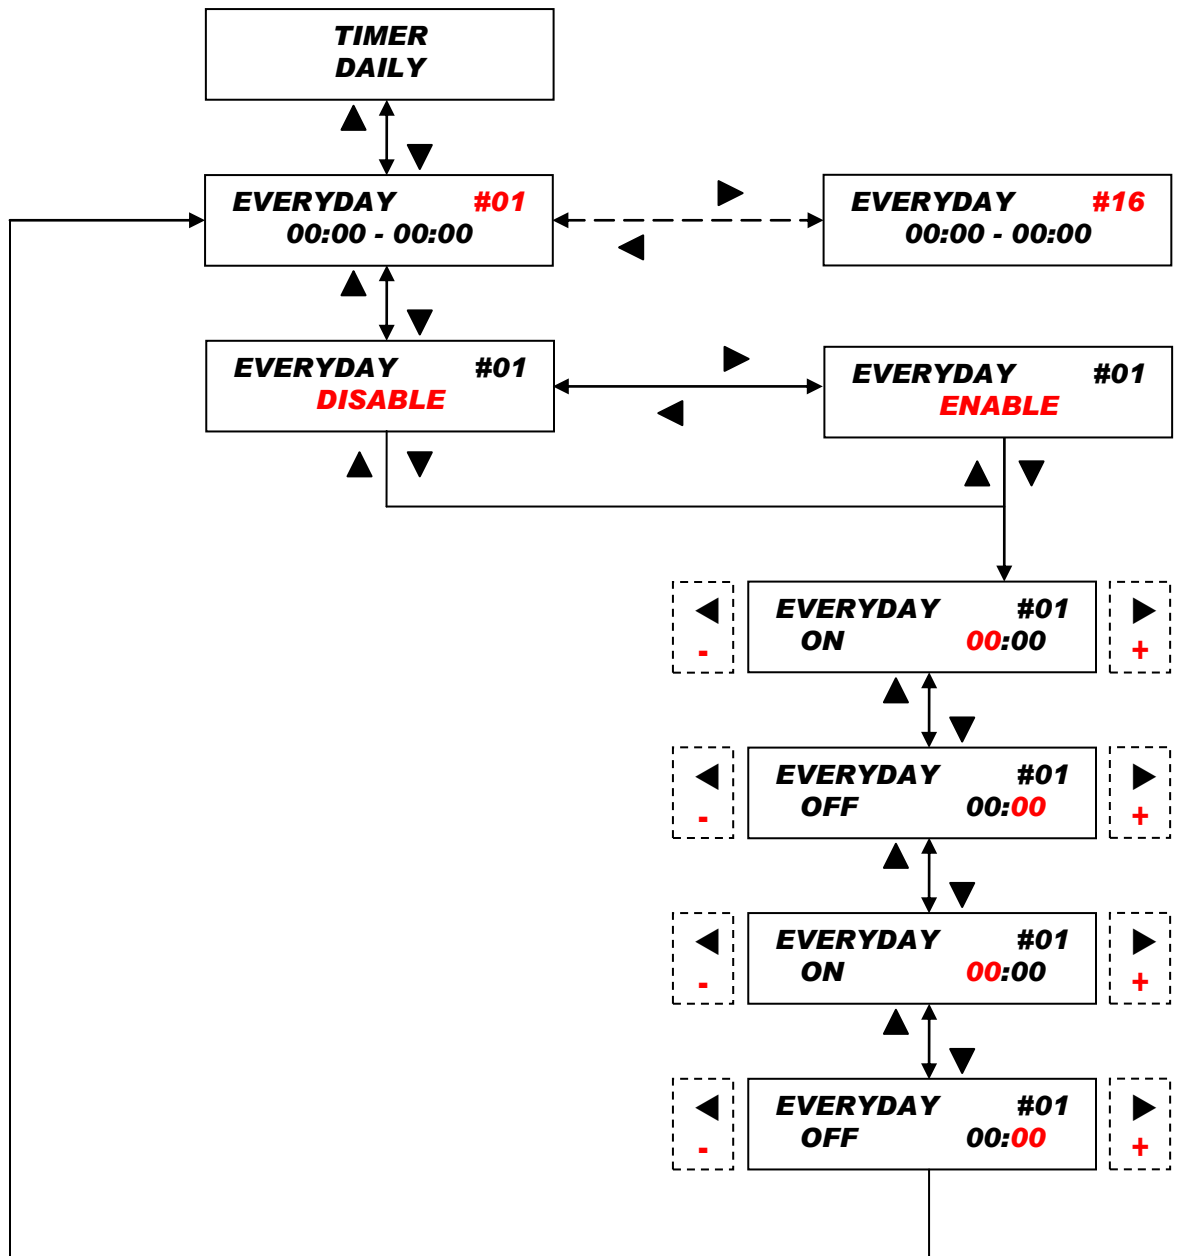 TIMER
DAILY
EVERYDAY #01
00:00 - 00:00
EVERYDAY #16
00:00 - 00:00
EVERYDAY #01
DISABLE
EVERYDAY #01
ENABLE
EVERYDAY #01
ON 00:00
-
+
EVERYDAY #01
OFF 00:00
-
+
EVERYDAY #01
ON 00:00
-
+
EVERYDAY #01
OFF 00:00
-
+